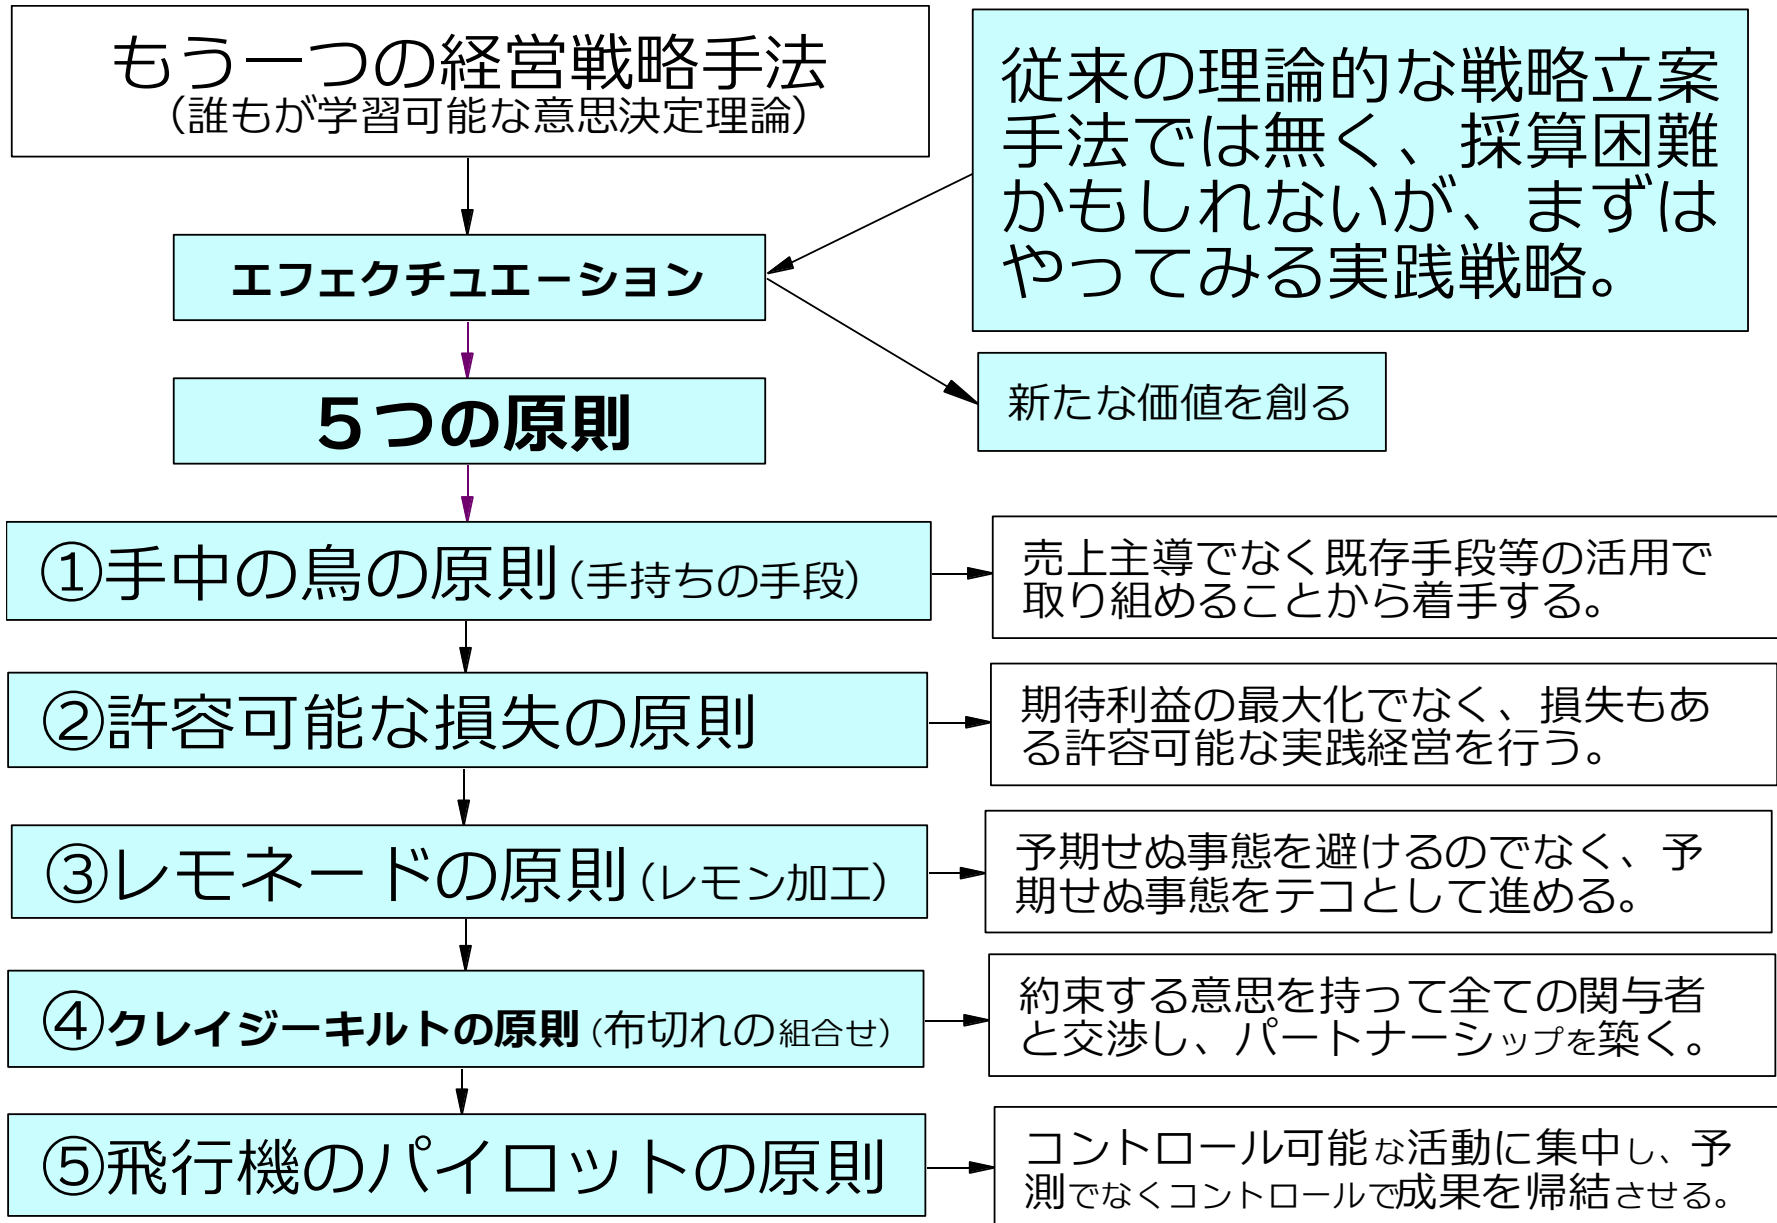 もう一つの経営戦略手法
（誰もが学習可能な意思決定理論）
従来の理論的な戦略立案
手法では無く、採算困難
かもしれないが、まずは
やってみる実践戦略。
エフェクチュエーション
新たな価値を創る
５つの原則
①手中の鳥の原則（手持ちの手段）
売上主導でなく既存手段等の活用で
取り組めることから着手する。
②許容可能な損失の原則
期待利益の最大化でなく、損失もあ
る許容可能な実践経営を行う。
③レモネードの原則（レモン加工）
予期せぬ事態を避けるのでなく、予
期せぬ事態をテコとして進める。
④クレイジーキルトの原則（布切れの組合せ）
約束する意思を持って全ての関与者
と交渉し、パートナーシップを築く。
⑤飛行機のパイロットの原則
コントロール可能な活動に集中し、予
測でなくコントロールで成果を帰結させる。